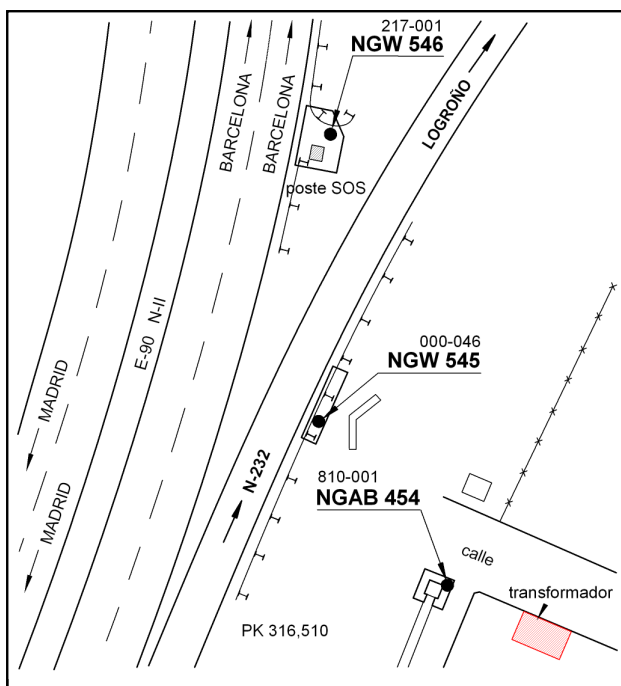 217-001
NGW 546
BARCELONA
BARCELONA
LOGROÑO
poste SOS
E-90 N-II
000-046
NGW 545
MADRID
MADRID
N-232
810-001
NGAB 454
calle
transformador
PK 316,510